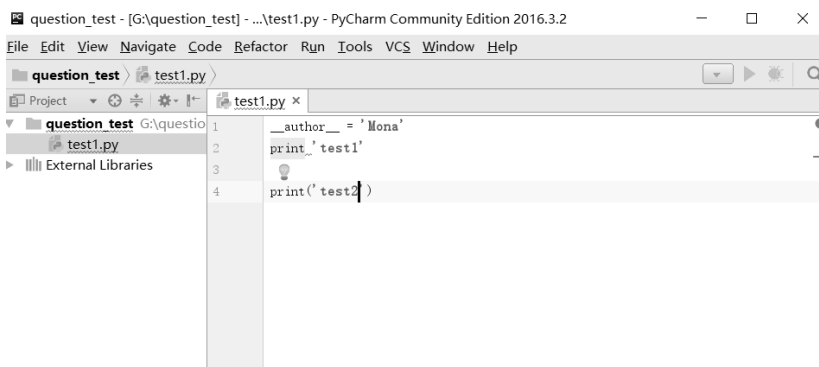 PC question_test - [G:\question_test] - ...\test1.py - PyCharm Community Edition 2016.3.2
File Edit View Navigate Code Refactor Run Tools VCS Window Help
question_test test1.py
Project test1.py
question_test G:\questio
test1.py
External Libraries
1 __author__ = 'Mona'
2 print 'test1'
3
4 print('test2')